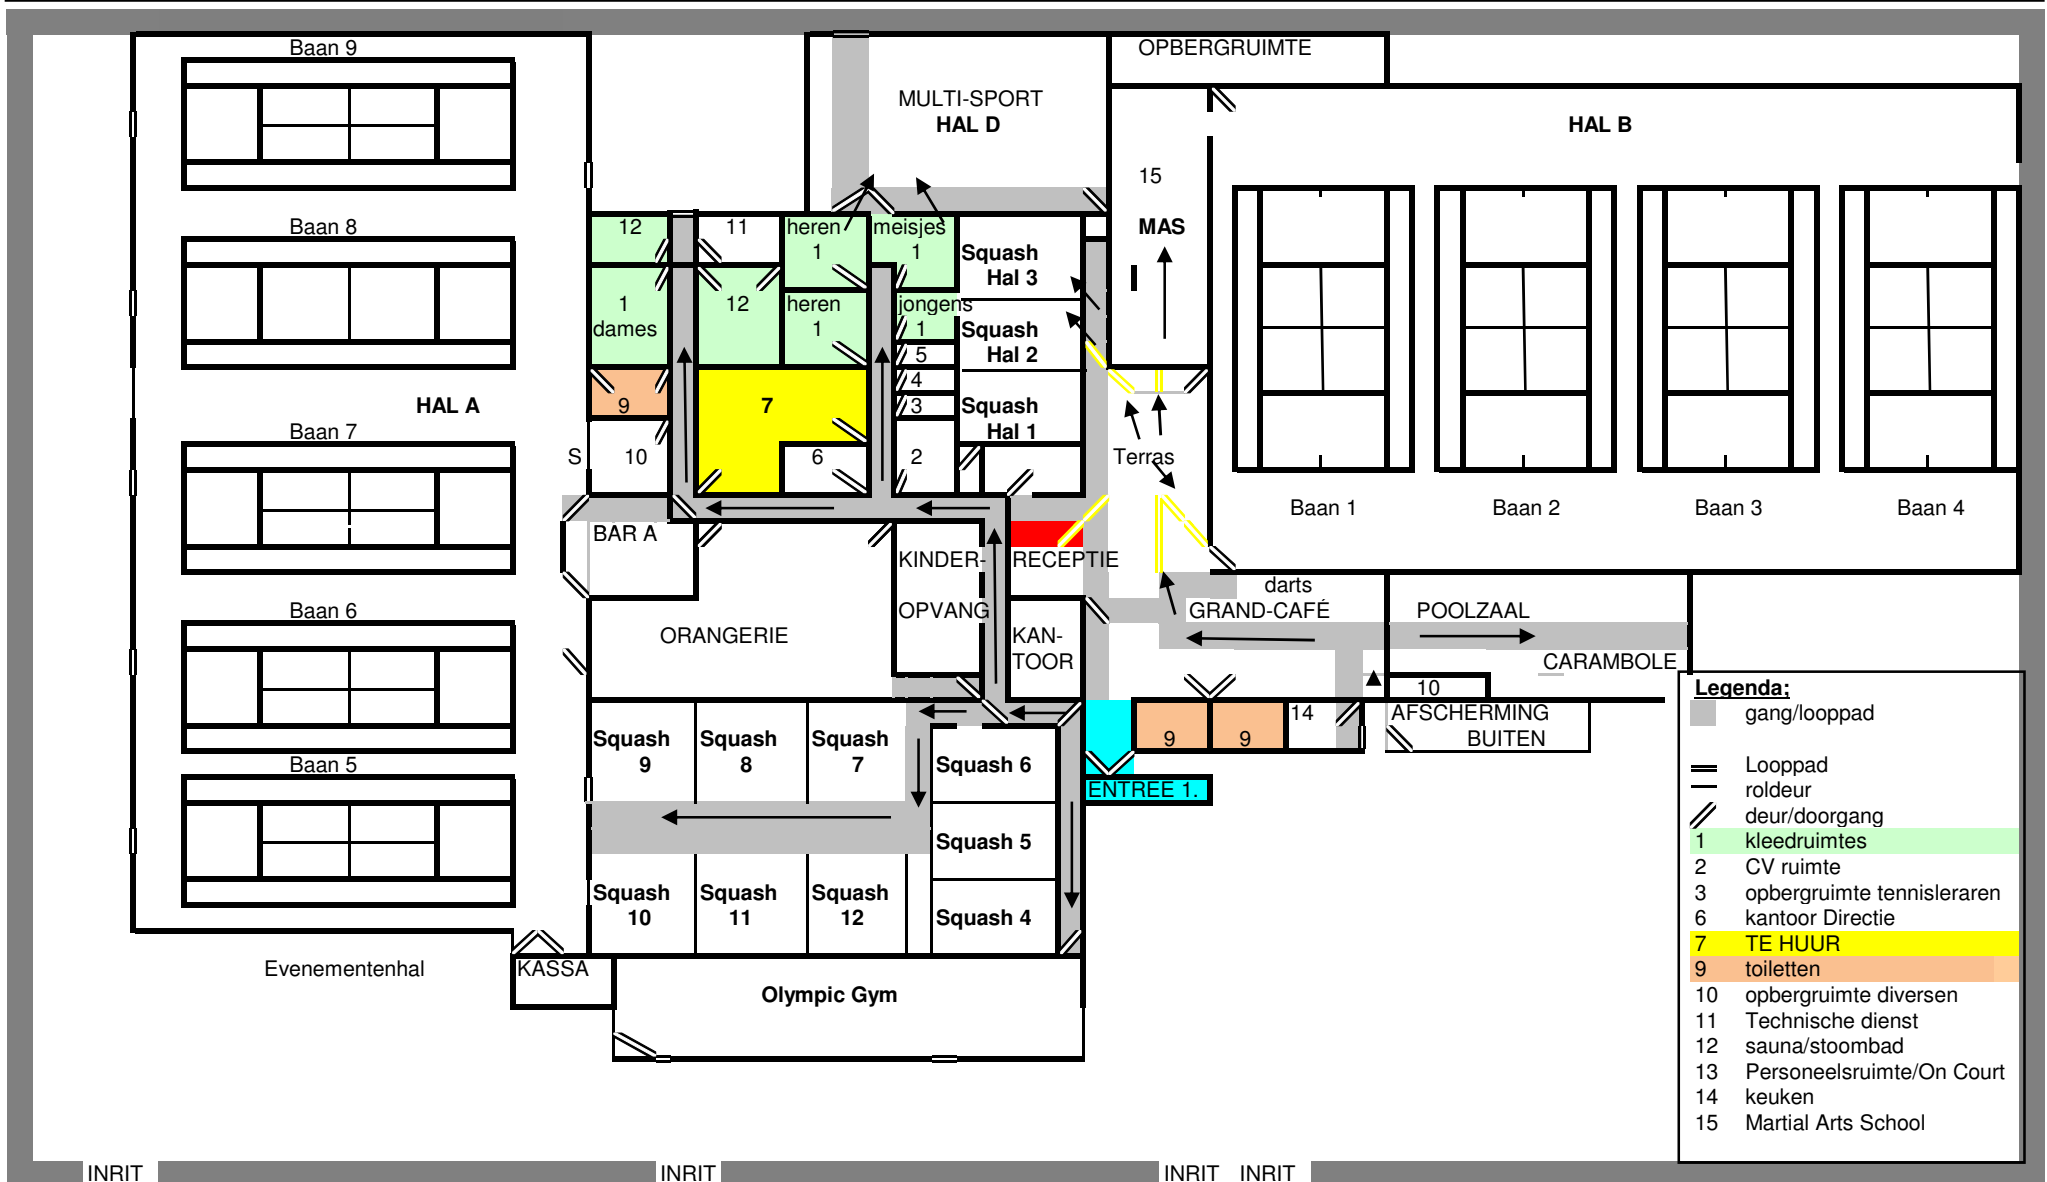 Baan 9
OPBERGRUIMTE
MULTI-SPORT
HAL D
HAL B
15
MAS
Baan 8
12
11
heren
1
meisjes
1
Squash
Hal 3
1
dames
12
heren
1
jongens
1
Squash
Hal 2
5
4
3
HAL A
9
7
Squash
Hal 1
Baan 7
S
10
6
2
Terras
Baan 1
Baan 2
Baan 3
Baan 4
BAR A
KINDER-
OPVANG
RECEPTIE
darts
GRAND-CAFÉ
POOLZAAL
Baan 6
ORANGERIE
KAN-
TOOR
CARAMBOLE
10
AFSCHERMING
BUITEN
14
9
9
Squash
9
Squash
8
Squash
7
Squash 6
Baan 5
ENTREE 1.
Squash 5
Squash
10
Squash
11
Squash
12
Squash 4
Evenementenhal
KASSA
Olympic Gym
Legenda:
gang/looppad
Looppad
roldeur
deur/doorgang
1 kleedruimtes
2 CV ruimte
3 opbergruimte tennisleraren
6 kantoor Directie
7 TE HUUR
9 toiletten
10 opbergruimte diversen
11 Technische dienst
12 sauna/stoombad
13 Personeelsruimte/On Court
14 keuken
15 Martial Arts School
INRIT
INRIT
INRIT
INRIT